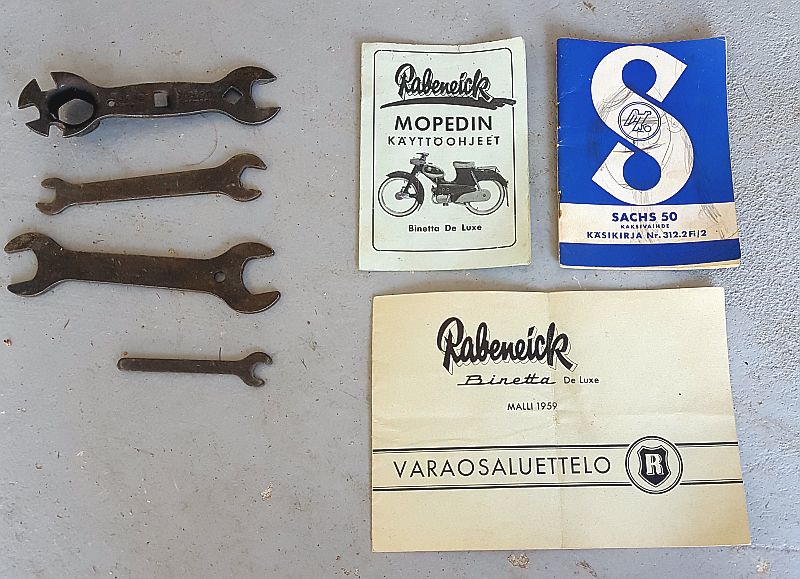 Rabeneick
MOPEDIN
KÄYTTÖOHJEET
Binetta De Luxe
S
SACHS 50
KAKSIVAIHDE
KÄSIKIRJA Nr. 312.2 Fi/2
Rabeneick
Binetta De Luxe
MALLI 1959
VARAOSALUETTELO
R